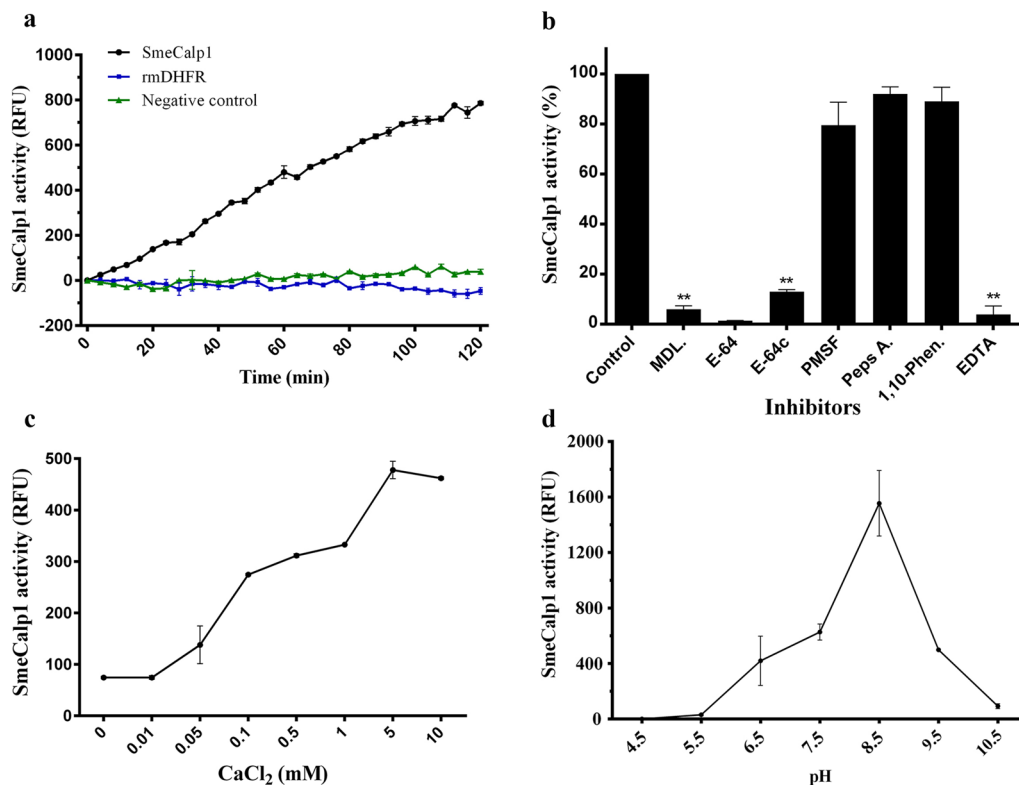 a
SmeCalp1
rmDHFR
Negative control
SmeCalp1 activity (RFU)
1000
800
600
400
200
0
-200
0
20
40
60
80
100
120
Time (min)
b
SmeCalp1 activity (%)
100
80
60
40
20
0
**
**
**
Control
MDL.
E-64
E-64c
PMSF
Peps A.
1,10-Phen.
EDTA
Inhibitors
c
SmeCalp1 activity (RFU)
500
400
300
200
100
0
0
0.01
0.05
0.1
0.5
1
5
10
CaCl2 (mM)
d
SmeCalp1 activity (RFU)
2000
1600
1200
800
400
0
4.5
5.5
6.5
7.5
8.5
9.5
10.5
pH